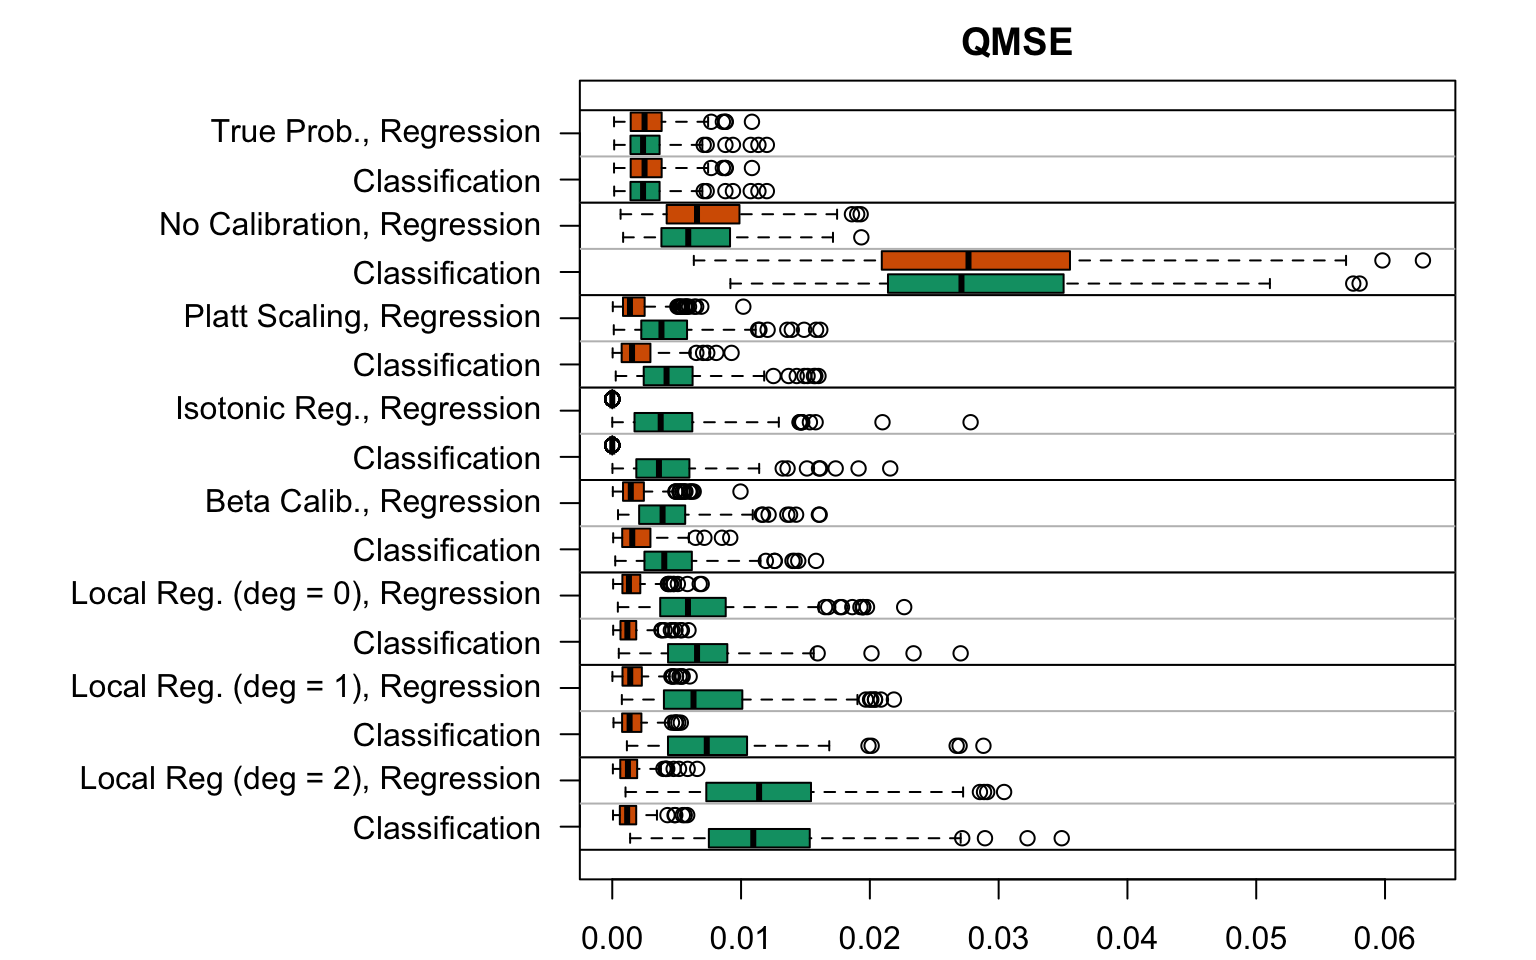 QMSE
True Prob., Regression
Classification
No Calibration, Regression
Classification
Platt Scaling, Regression
Classification
Isotonic Reg., Regression
Classification
Beta Calib., Regression
Classification
Local Reg. (deg = 0), Regression
Classification
Local Reg. (deg = 1), Regression
Classification
Local Reg (deg = 2), Regression
Classification
0.00 0.01 0.02 0.03 0.04 0.05 0.06